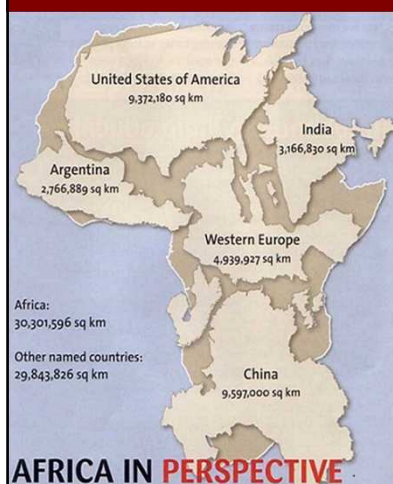 United States of America
9,372,180 sq km
India
3,166,830 sq km
Argentina
2,766,889 sq km
Western Europe
4,939,927 sq km
Africa:
30,301,596 sq km
Other named countries:
29,843,826 sq km
China
9,597,000 sq km
AFRICA IN PERSPECTIVE